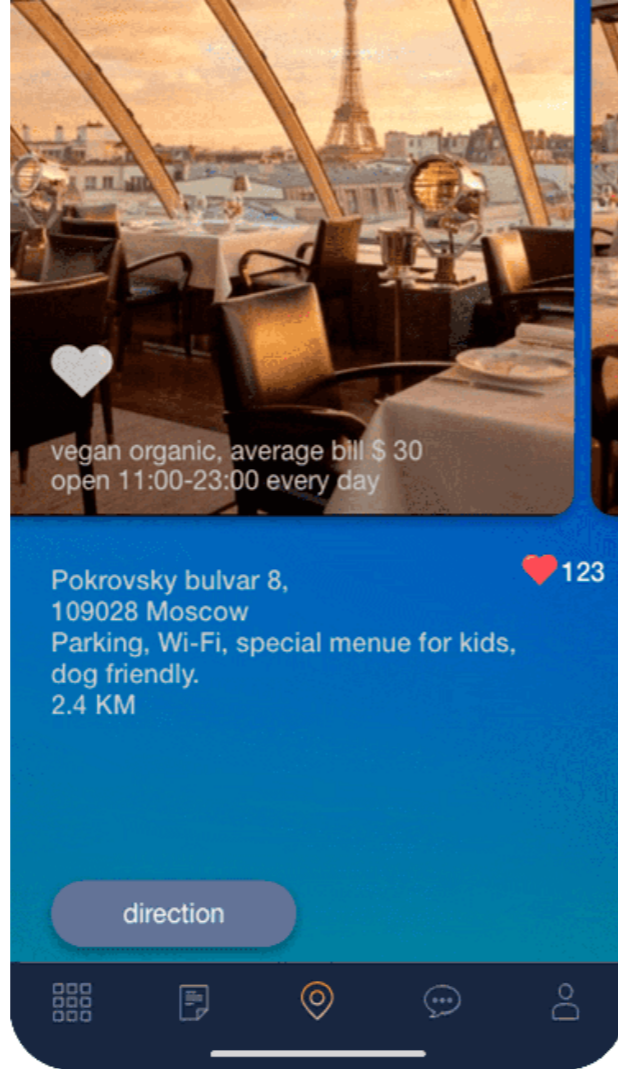 vegan organic, average bill $ 30
open 11:00-23:00 every day
123
Pokrovsky bulvar 8,
109028 Moscow
Parking, Wi-Fi, special menue for kids,
dog friendly.
2.4 KM
direction